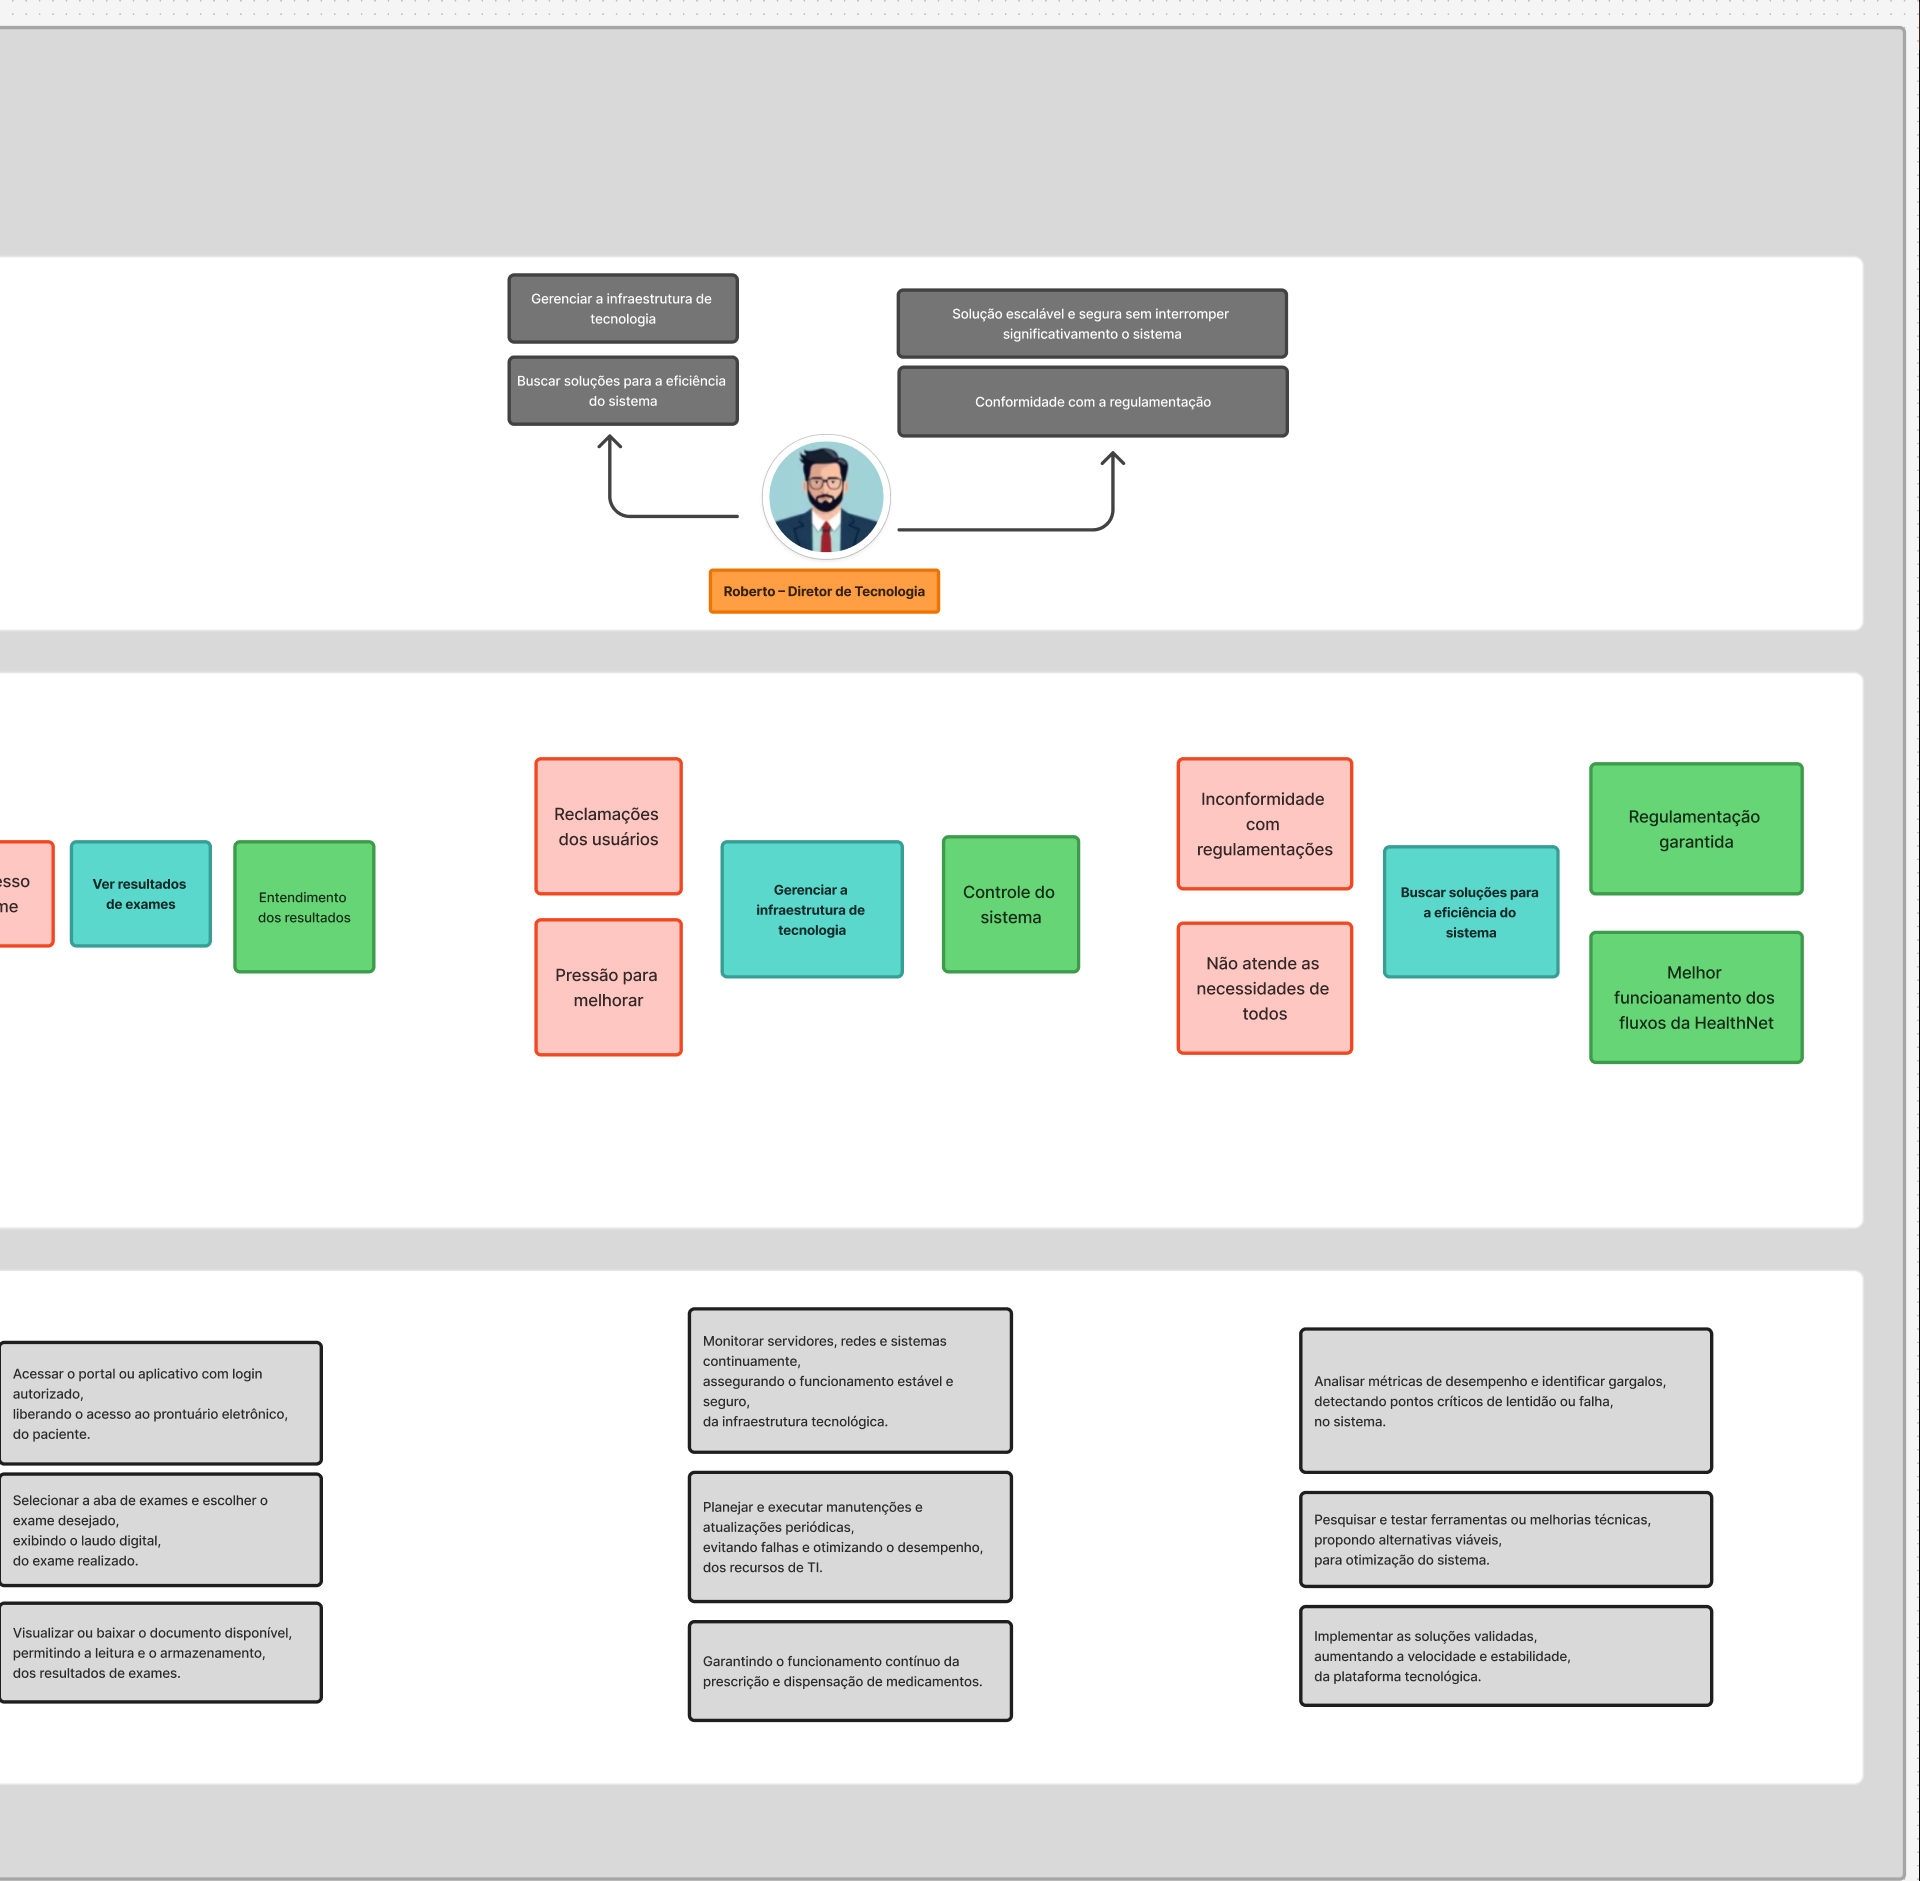 Gerenciar a infraestrutura de
tecnologia
Buscar soluções para a eficiência
do sistema
Solução escalável e segura sem interromper
significativamento o sistema
Conformidade com a regulamentação
Roberto – Diretor de Tecnologia
Ver resultados
de exames
Entendimento
dos resultados
Reclamações
dos usuários
Pressão para
melhorar
Gerenciar a
infraestrutura de
tecnologia
Controle do
sistema
Inconformidade
com
regulamentações
Não atende as
necessidades de
todos
Buscar soluções para
a eficiência do
sistema
Regulamentação
garantida
Melhor
funcioanamento dos
fluxos da HealthNet
Acessar o portal ou aplicativo com login
autorizado,
liberando o acesso ao prontuário eletrônico,
do paciente.
Selecionar a aba de exames e escolher o
exame desejado,
exibindo o laudo digital,
do exame realizado.
Visualizar ou baixar o documento disponível,
permitindo a leitura e o armazenamento,
dos resultados de exames.
Monitorar servidores, redes e sistemas
continuamente,
assegurando o funcionamento estável e
seguro,
da infraestrutura tecnológica.
Planejar e executar manutenções e
atualizações periódicas,
evitando falhas e otimizando o desempenho,
dos recursos de TI.
Garantindo o funcionamento contínuo da
prescrição e dispensação de medicamentos.
Analisar métricas de desempenho e identificar gargalos,
detectando pontos críticos de lentidão ou falha,
no sistema.
Pesquisar e testar ferramentas ou melhorias técnicas,
propondo alternativas viáveis,
para otimização do sistema.
Implementar as soluções validadas,
aumentando a velocidade e estabilidade,
da plataforma tecnológica.